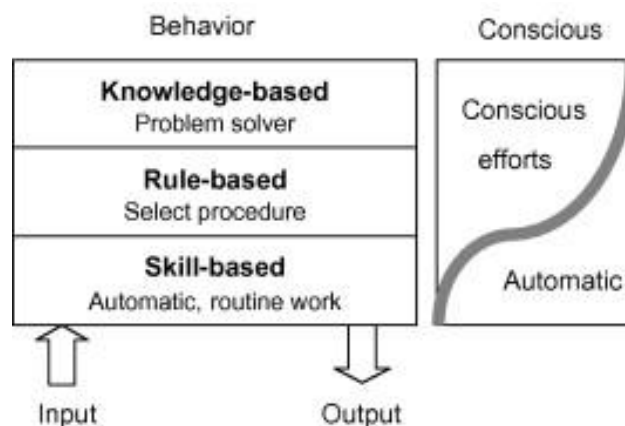 Behavior
Conscious
Knowledge-based
Problem solver
Rule-based
Select procedure
Skill-based
Automatic, routine work
Conscious
efforts
Automatic
Input
Output